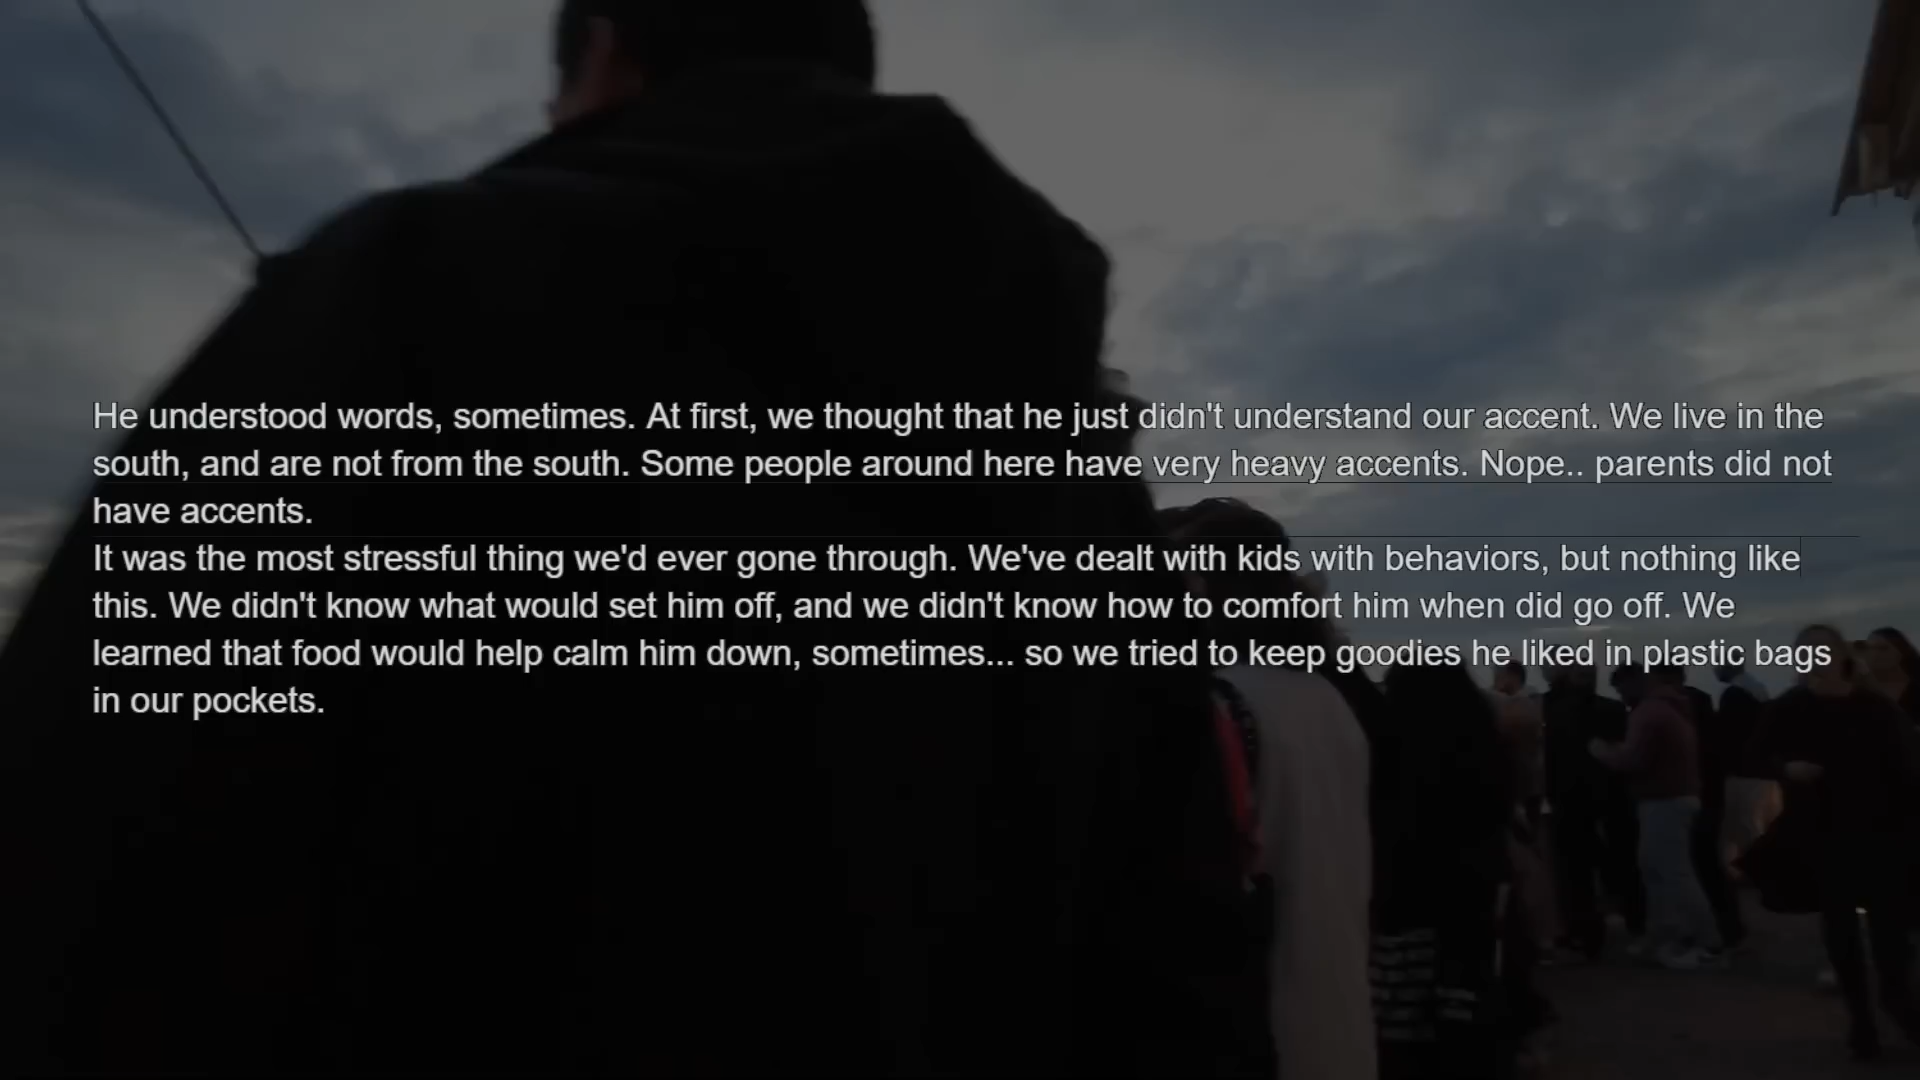 He understood words, sometimes. At first, we thought that he just didn't understand our accent. We live in the
south, and are not from the south. Some people around here have very heavy accents. Nope.. parents did not
have accents.
It was the most stressful thing we'd ever gone through. We've dealt with kids with behaviors, but nothing like
this. We didn't know what would set him off, and we didn't know how to comfort him when did go off. We
learned that food would help calm him down, sometimes... so we tried to keep goodies he liked in plastic bags
in our pockets.